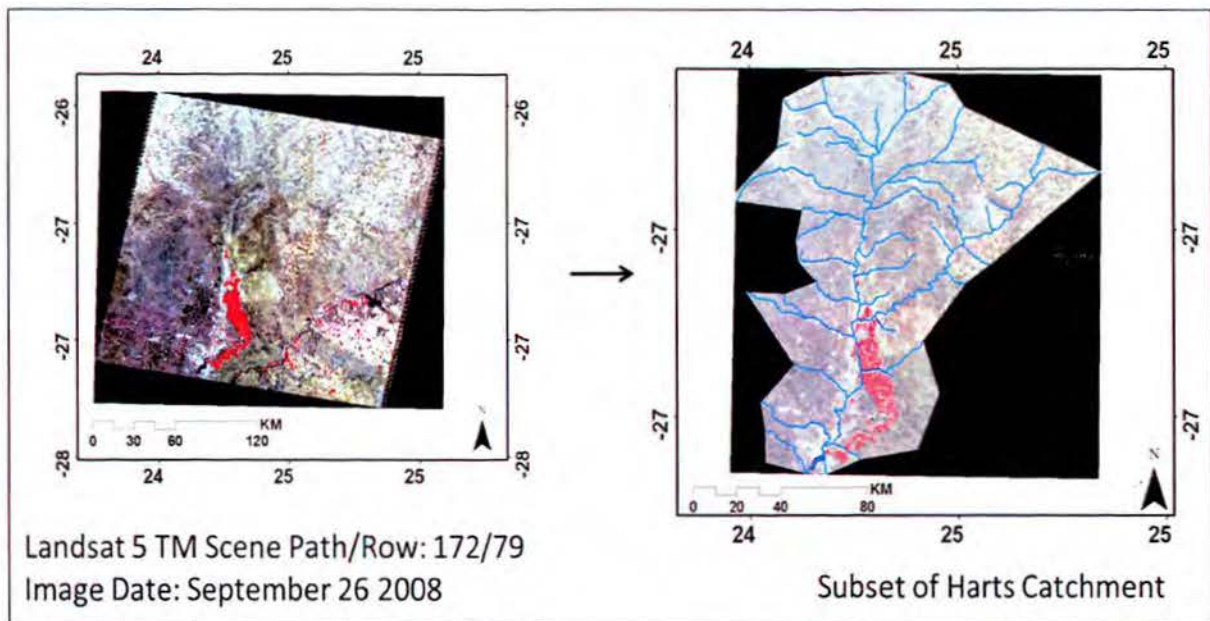 24 25
24 25 25
-26 -26
-27 -27
-27 -27
-28 -28
-27 -27
-27 -27
KM
0 30 60 120
N
24 25
KM
0 20 40 80
N
24 25 25
Landsat 5 TM Scene Path/Row: 172/79
Image Date: September 26 2008
Subset of Harts Catchment